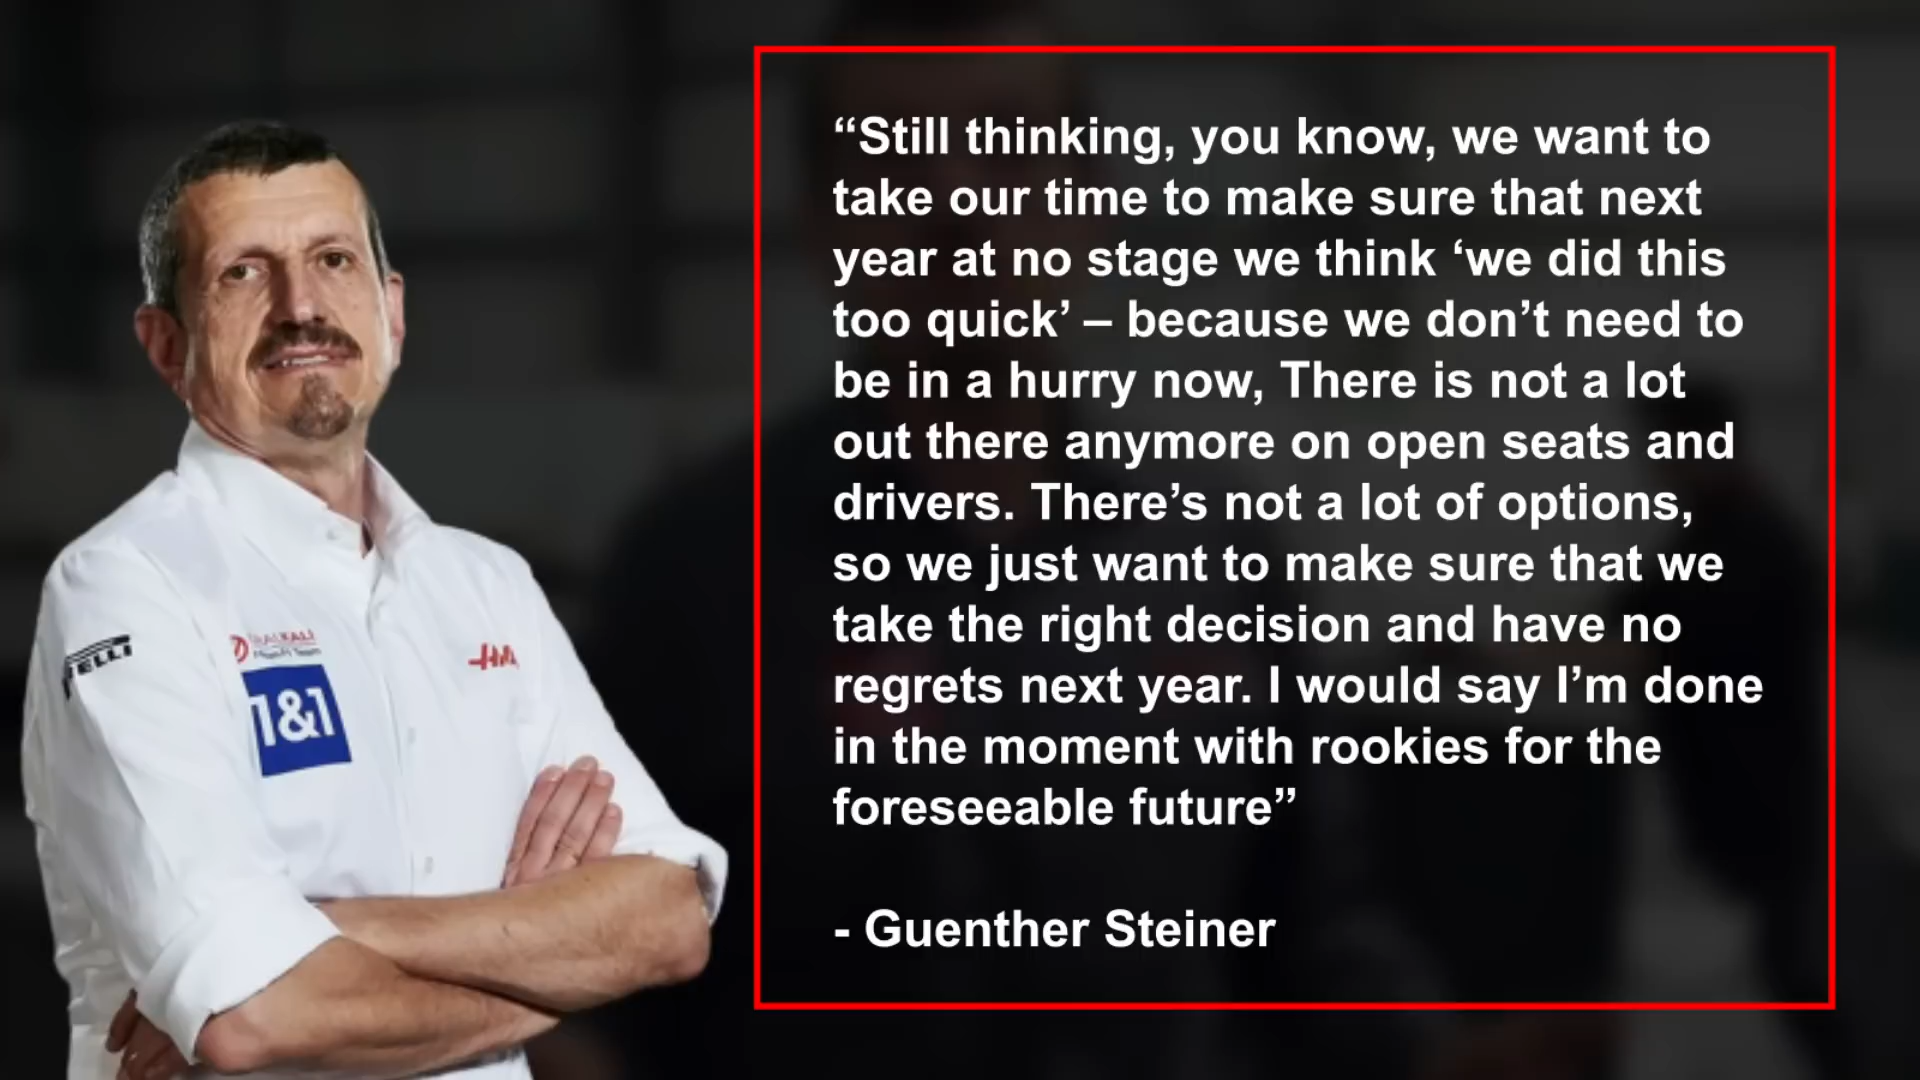 “Still thinking, you know, we want to
take our time to make sure that next
year at no stage we think ‘we did this
too quick’ – because we don’t need to
be in a hurry now, There is not a lot
out there anymore on open seats and
drivers. There’s not a lot of options,
so we just want to make sure that we
take the right decision and have no
regrets next year. I would say I’m done
in the moment with rookies for the
foreseeable future”
- Guenther Steiner
1&1